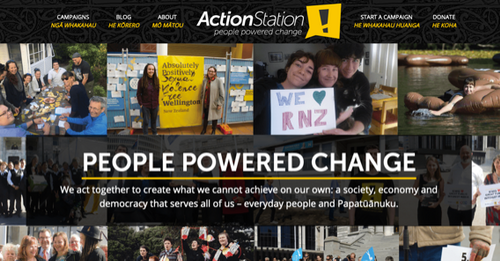 CAMPAIGNS BLOG ABOUT ActionStation START A CAMPAIGN DONATE
NGĀ WHAKAHAU HE KŌRERO MŌ MĀTOU people powered change HE WHAKAHAU HUANGA HE KOHA
Absolutely
Positively
Violence
Free
Wellington
WE
RNZ
PEOPLE POWERED CHANGE
We act together to create what we cannot achieve on our own: a society, economy and
democracy that serves all of us – everyday people and Papatūānuku.